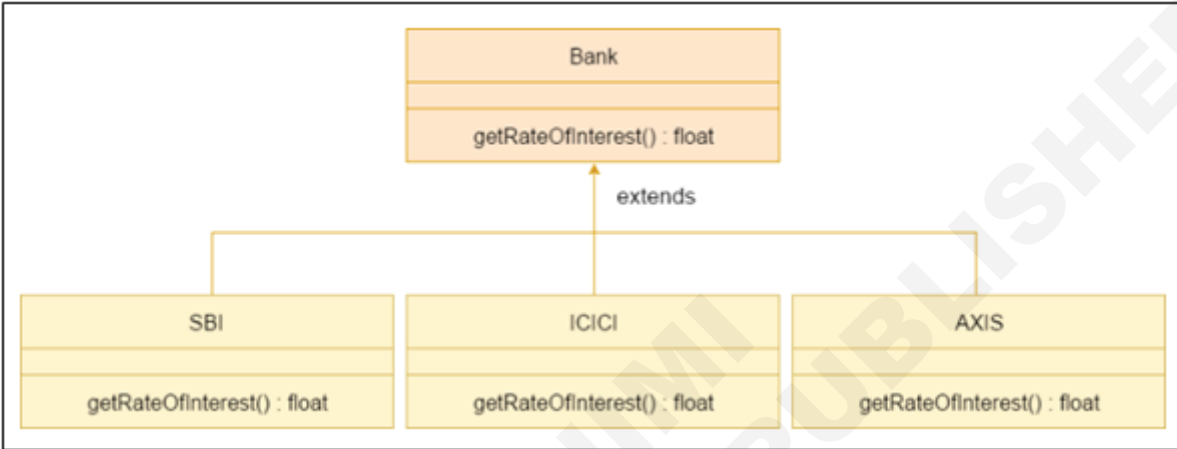 Bank
getRateOfInterest() : float
extends
SBI
ICICI
AXIS
getRateOfInterest() : float
getRateOfInterest() : float
getRateOfInterest() : float